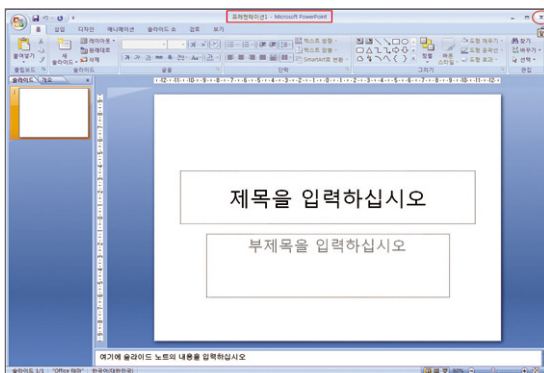 프레젠테이션1 - Microsoft PowerPoint
홈 삽입 디자인 애니메이션 슬라이드 쇼 검토 보기
붙여넣기
새 슬라이드
레이아웃
원래대로
삭제
텍스트 방향
텍스트 맞춤
SmartArt로 변환
정렬
빠른 스타일
도형 채우기
도형 윤곽선
도형 효과
찾기
바꾸기
선택
클립보드 슬라이드 글꼴 단락 그리기 편집
슬라이드 개요
1
제목을 입력하십시오
부제목을 입력하십시오
여기에 슬라이드 노트의 내용을 입력하십시오
슬라이드 1/1 "Office 테마" 한국어(대한민국)